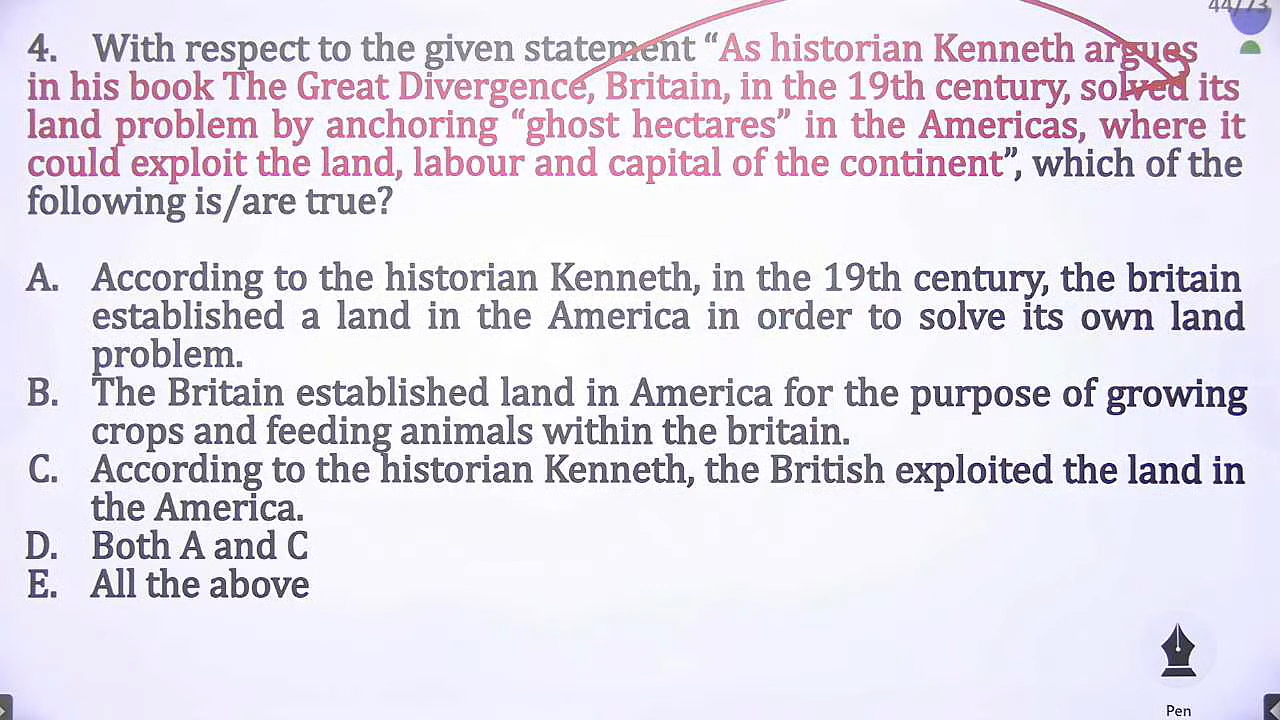 44/73
4. With respect to the given statement “As historian Kenneth argues
in his book The Great Divergence, Britain, in the 19th century, solved its
land problem by anchoring “ghost hectares” in the Americas, where it
could exploit the land, labour and capital of the continent”, which of the
following is/are true?
A. According to the historian Kenneth, in the 19th century, the britain
established a land in the America in order to solve its own land
problem.
B. The Britain established land in America for the purpose of growing
crops and feeding animals within the britain.
C. According to the historian Kenneth, the British exploited the land in
the America.
D. Both A and C
E. All the above
Pen